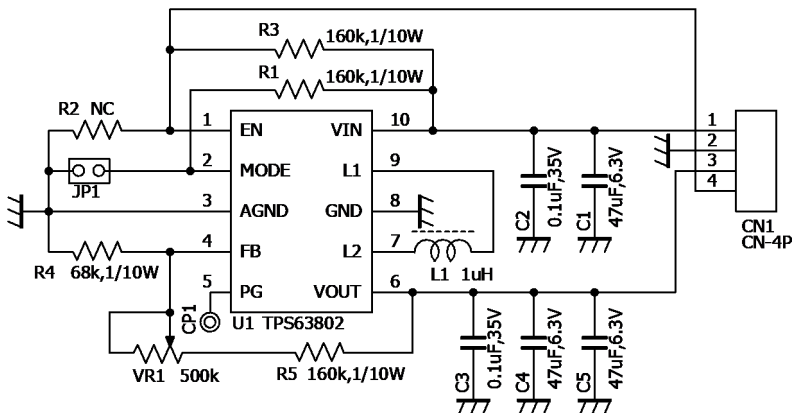 R3
160k,1/10W
R1
160k,1/10W
R2 NC
1
EN
VIN
10
1
2
MODE
L1
9
2
JP1
3
3
AGND
GND
8
4
0.1uF,35V
47uF,6.3V
C2
C1
CN1
CN-4P
4
FB
L2
7
R4 68k,1/10W
L1 1uH
5
PG
VOUT
6
CP1
U1 TPS63802
0.1uF,35V
47uF,6.3V
47uF,6.3V
VR1 500k
R5 160k,1/10W
C3
C4
C5